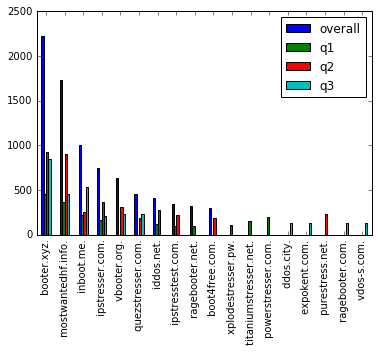 2500
2000
1500
1000
500
0
overall
q1
q2
q3
booter.xyz.
mostwantedhf.info.
inboot.me.
ipstresser.com.
vbooter.org.
quezstresser.com.
iddos.net.
ipstresstest.com.
ragebooter.net.
boot4free.com.
xplodestresser.pw.
titaniumstresser.net.
powerstresser.com.
ddos.city.
expokent.com.
purestress.net.
ragebooter.com.
vdos-s.com.